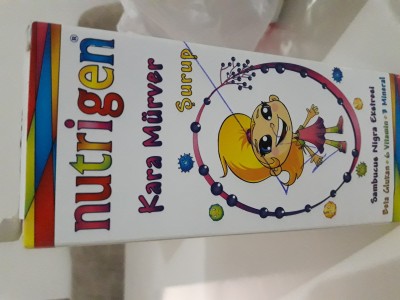 nutrigen®
Kara Mürver
Şurup
Sambucus Nigra Ekstresi
Beta Glukan - 6 Vitamin - 3 Mineral